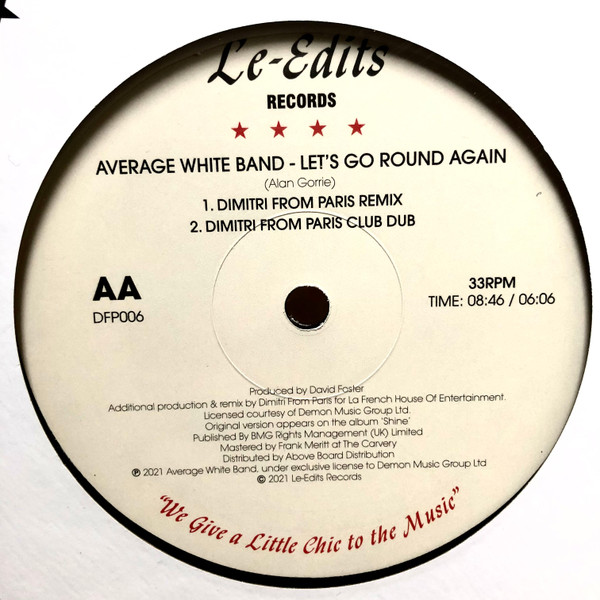 Le-Edits
RECORDS
AVERAGE WHITE BAND - LET'S GO ROUND AGAIN
(Alan Gorrie)
1. DIMITRI FROM PARIS REMIX
2. DIMITRI FROM PARIS CLUB DUB
AA
DFP006
33RPM
TIME: 08:46 / 06:06
Produced by David Foster
Additional production & remix by Dimitri From Paris for La French House Of Entertainment.
Licensed courtesy of Demon Music Group Ltd.
Original version appears on the album 'Shine'
Published By BMG Rights Management (UK) Limited
Mastered by Frank Meritt at The Carvery
Distributed by Above Board Distribution
℗ 2021 Average White Band, under exclusive license to Demon Music Group Ltd
© 2021 Le-Edits Records
"We Give a Little Chic to the Music"